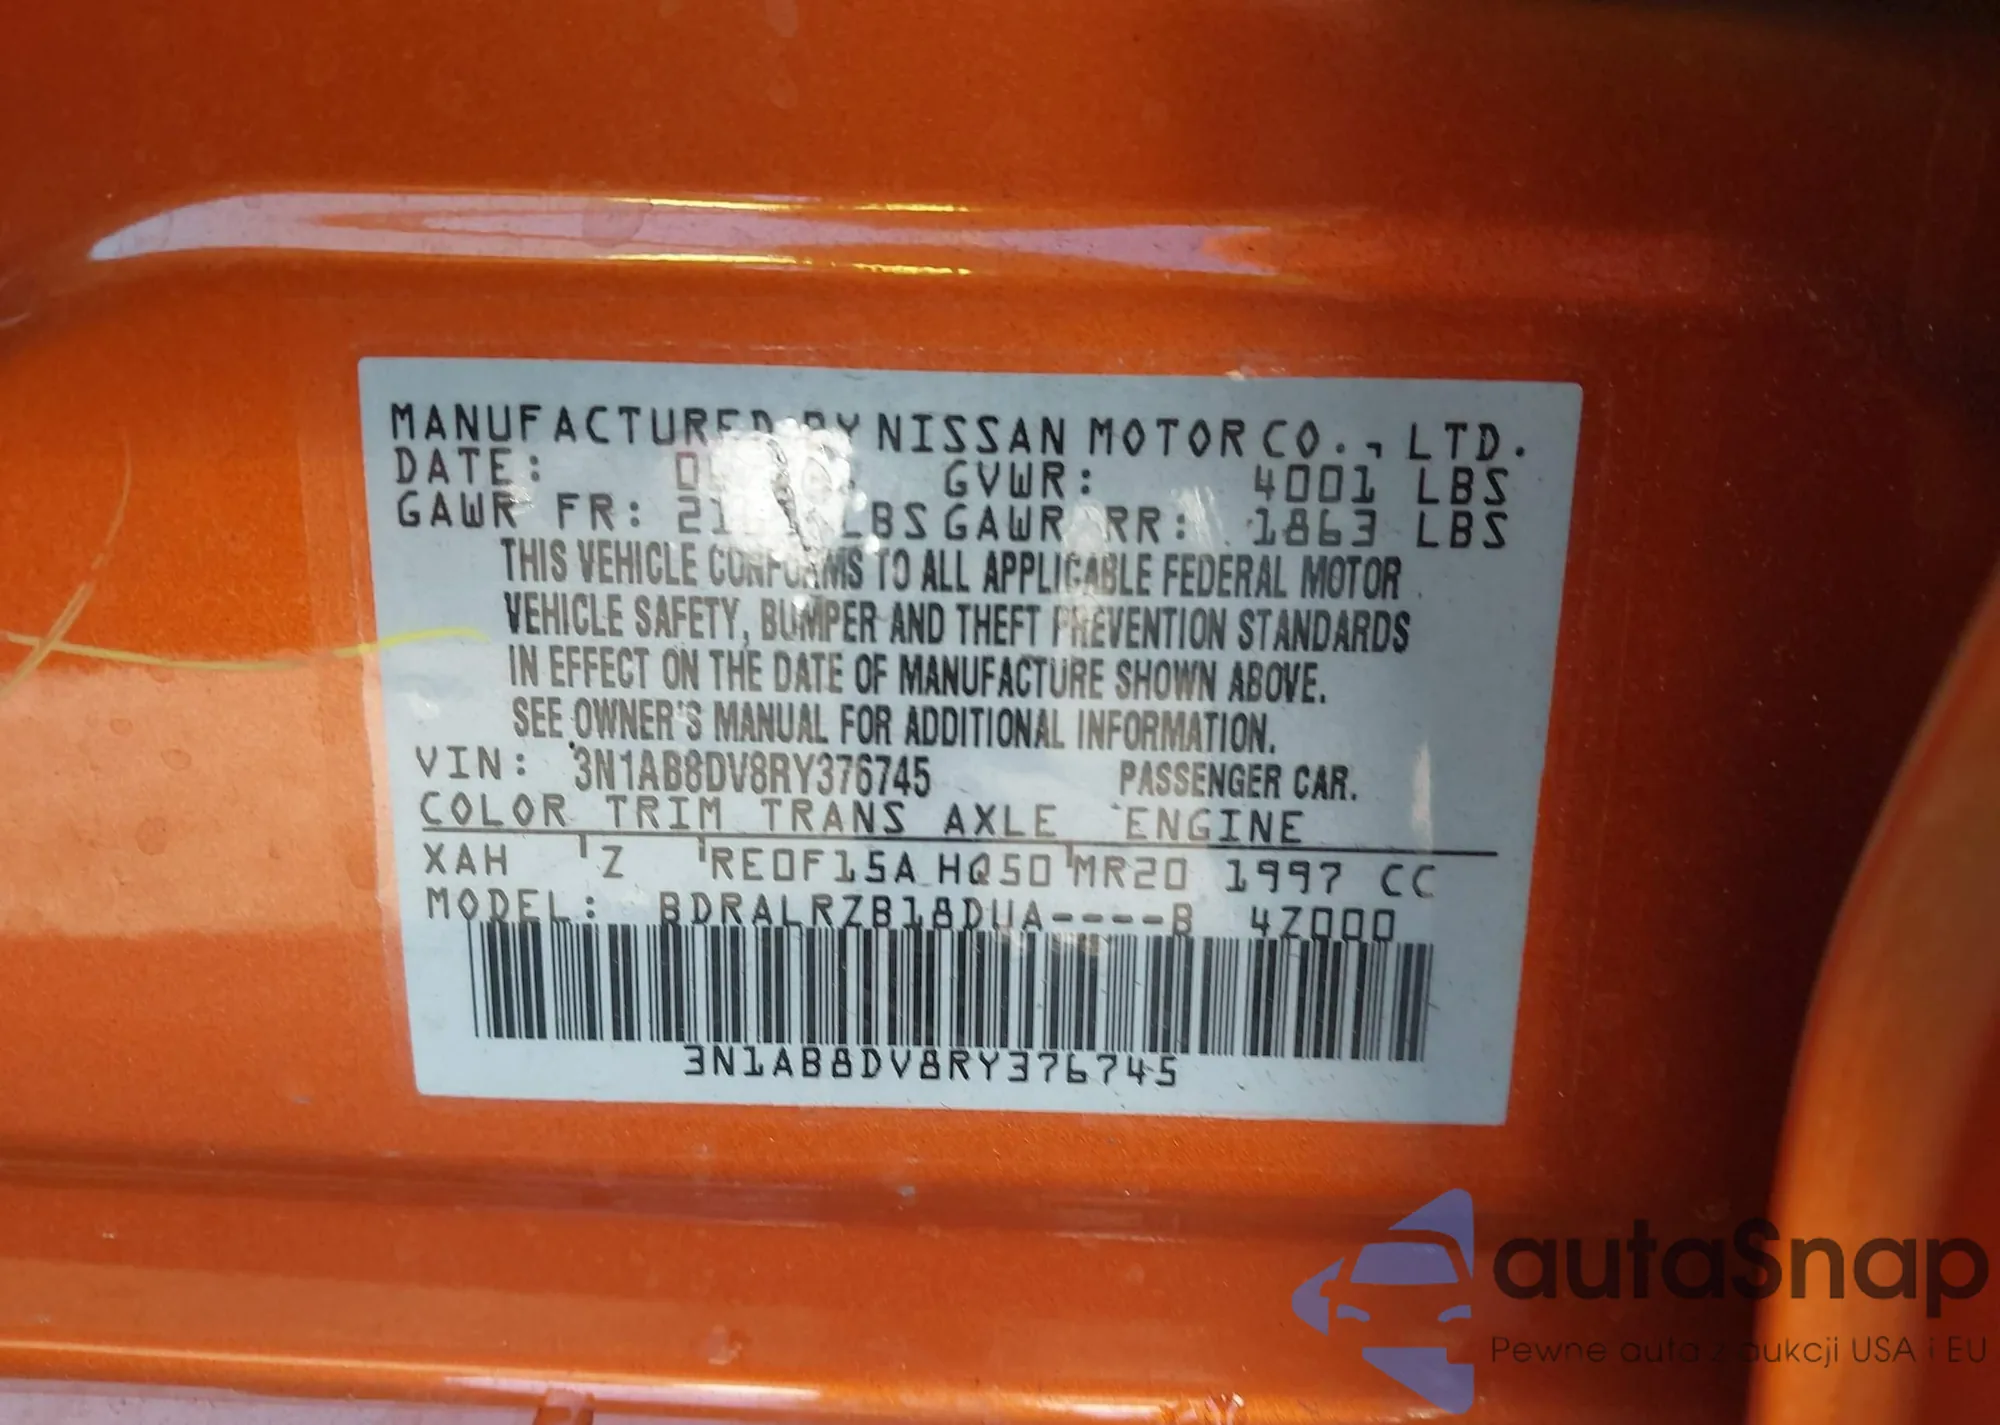 MANUFACTURED BY NISSAN MOTOR CO., LTD.
DATE: GVWR: 4001 LBS
GAWR FR: LBS GAWR RR: 1863 LBS
THIS VEHICLE CONFORMS TO ALL APPLICABLE FEDERAL MOTOR
VEHICLE SAFETY, BUMPER AND THEFT PREVENTION STANDARDS
IN EFFECT ON THE DATE OF MANUFACTURE SHOWN ABOVE.
SEE OWNER'S MANUAL FOR ADDITIONAL INFORMATION.
VIN: 3N1AB8DV8RY376745 PASSENGER CAR.
COLOR TRIM TRANS AXLE ENGINE
XAH Z RE0F15A HQ50 MR20 1997 CC
MODEL: BDRALRZB18DUA----B 4Z000
3N1AB8DV8RY376745
autaSnap
Pewne auta z aukcji USA i EU